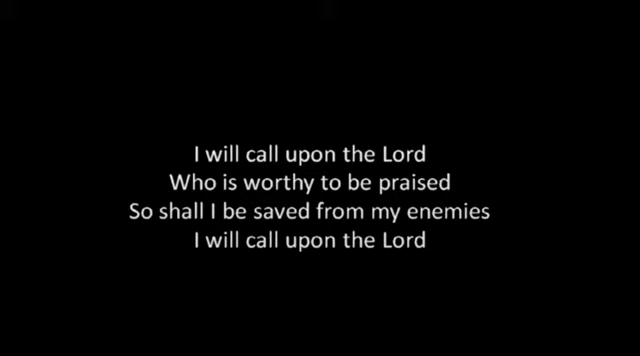 I will call upon the Lord
Who is worthy to be praised
So shall I be saved from my enemies
I will call upon the Lord